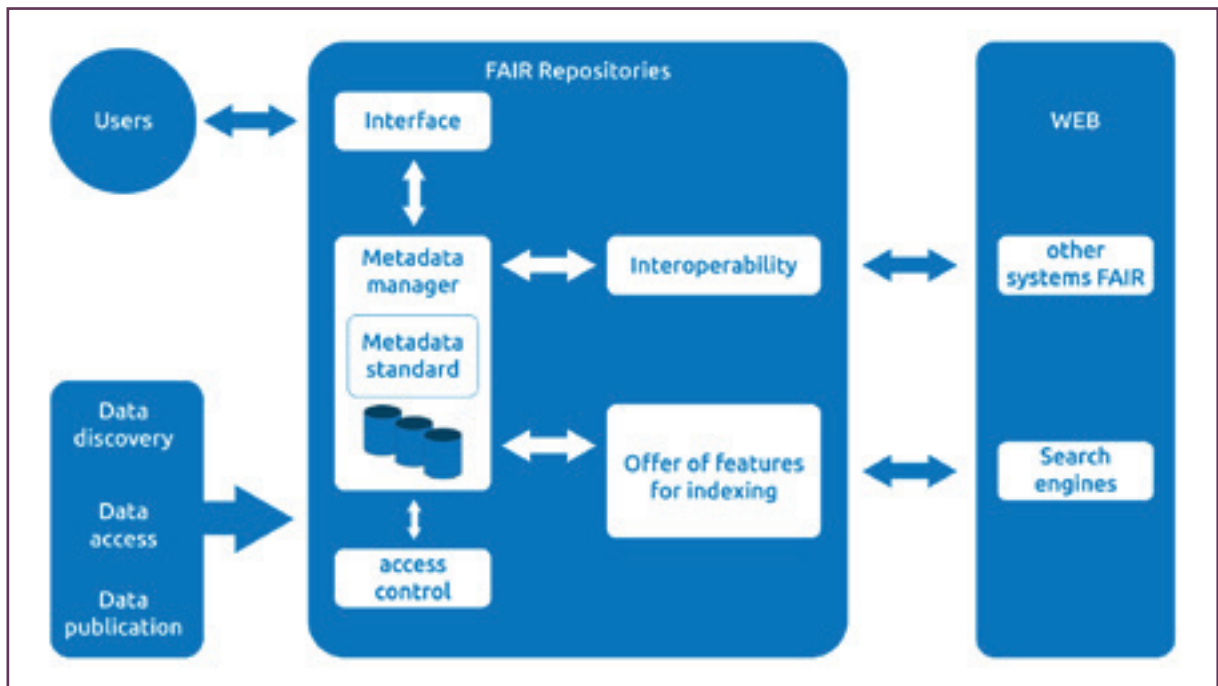 FAIR Repositories
Users
Interface
WEB
Metadata
manager
Interoperability
other
systems FAIR
Metadata
standard
Data
discovery
Data
access
Data
publication
Offer of features
for indexing
Search
engines
access
control